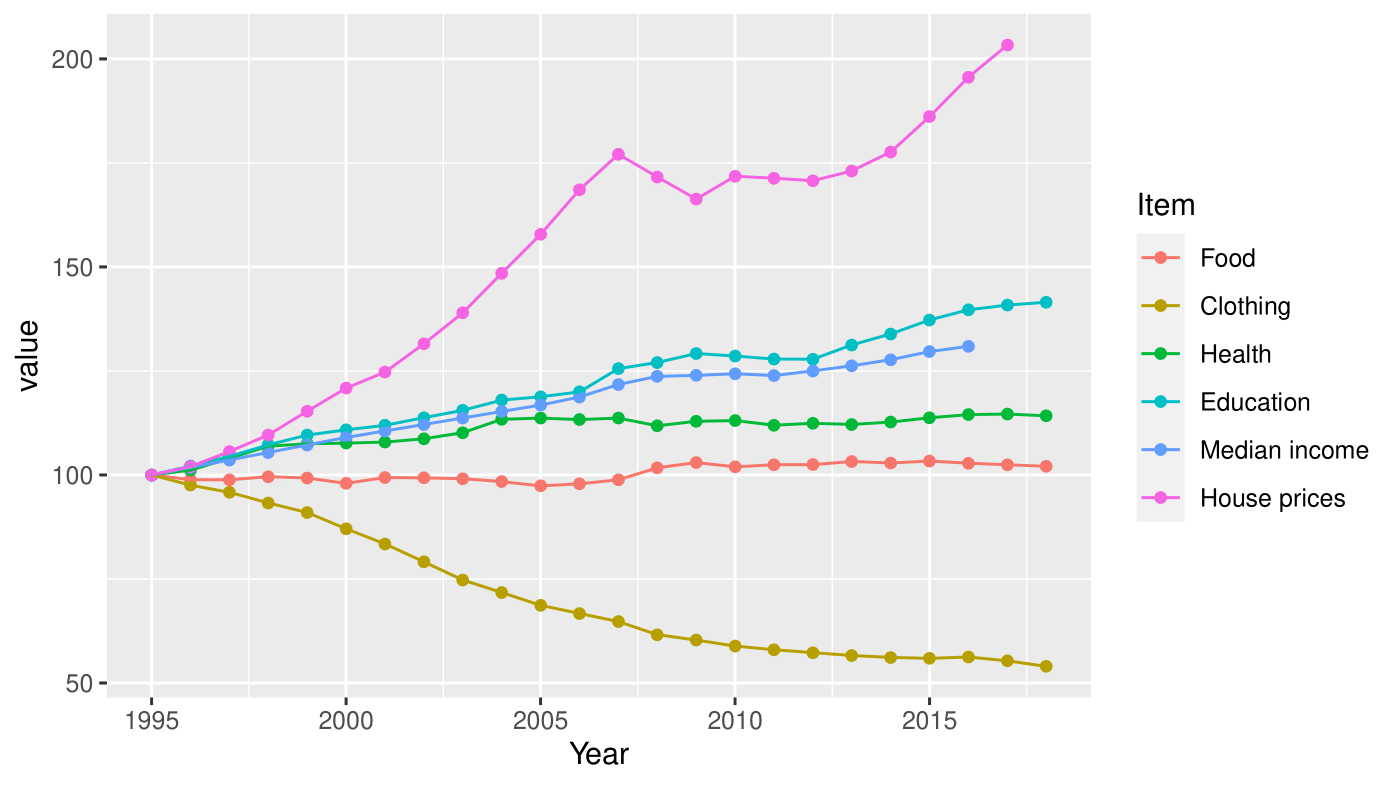 200
150
100
50
value
1995 2000 2005 2010 2015
Year
Item
Food
Clothing
Health
Education
Median income
House prices